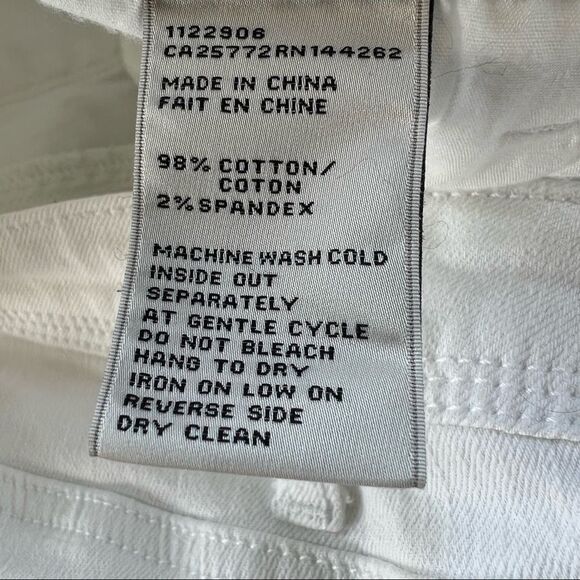 1122906
CA25772RN144262
MADE IN CHINA
FAIT EN CHINE
98% COTTON/
COTON
2% SPANDEX
MACHINE WASH COLD
INSIDE OUT
SEPARATELY
AT GENTLE CYCLE
DO NOT BLEACH
HANG TO DRY
IRON ON LOW ON
REVERSE SIDE
DRY CLEAN